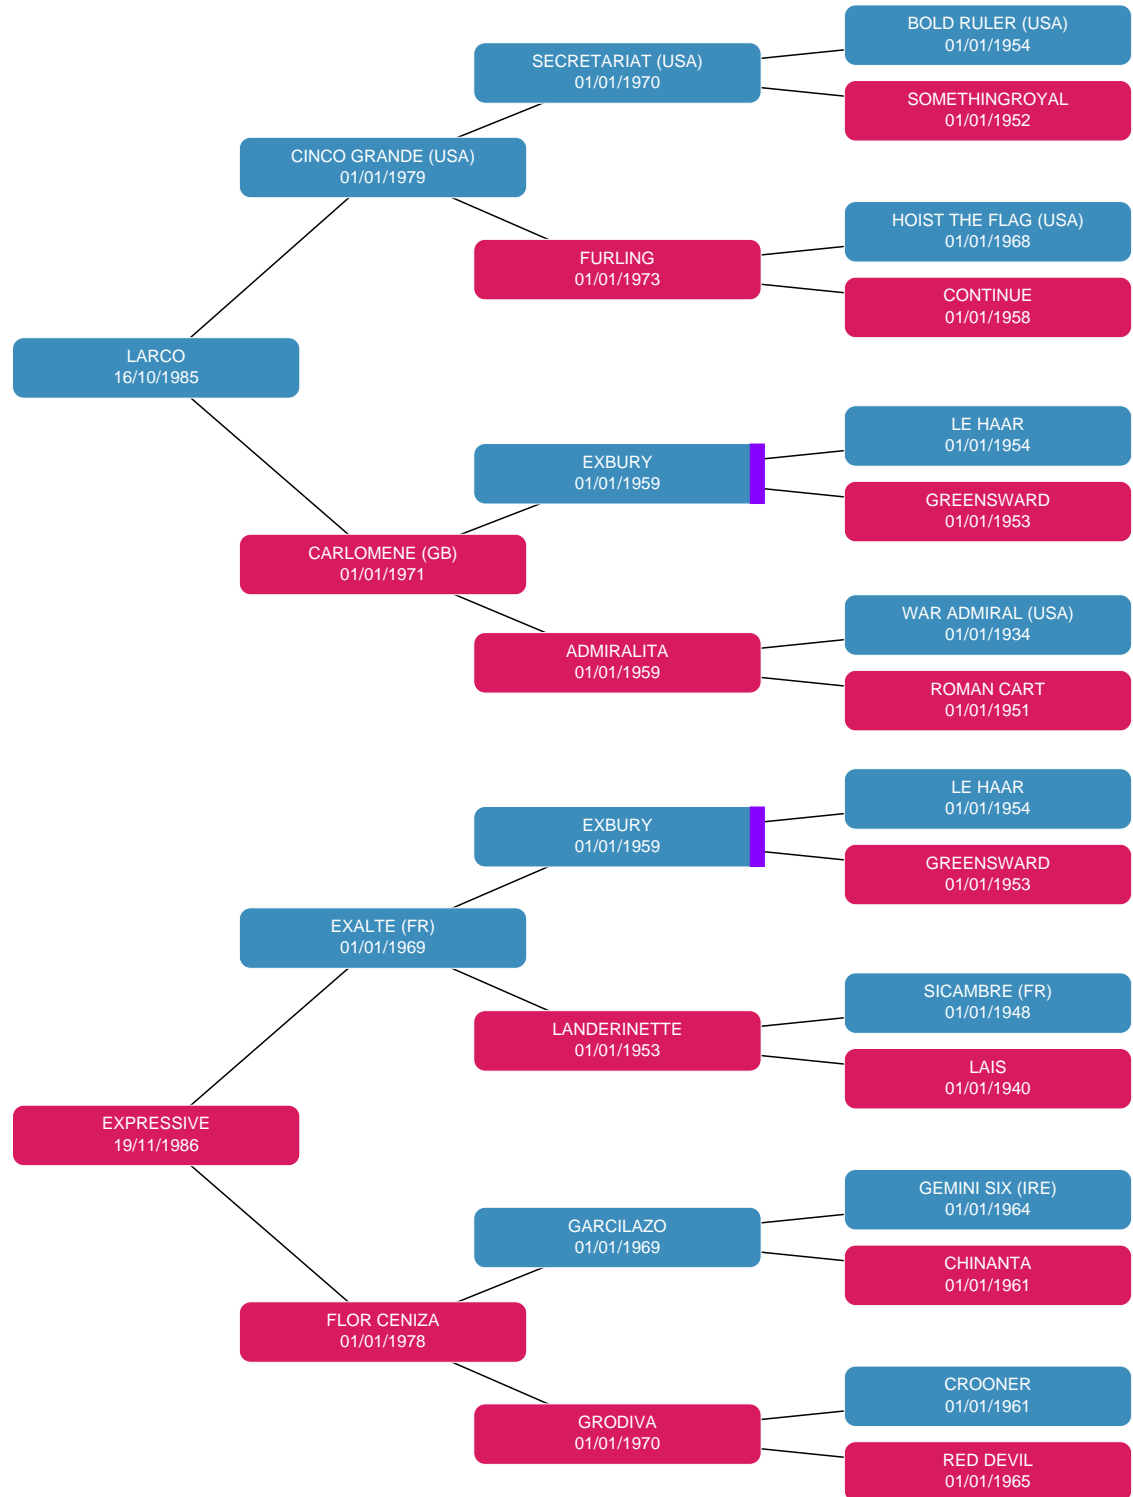 BOLD RULER (USA)
01/01/1954
SECRETARIAT (USA)
01/01/1970
SOMETHINGROYAL
01/01/1952
CINCO GRANDE (USA)
01/01/1979
HOIST THE FLAG (USA)
01/01/1968
FURLING
01/01/1973
CONTINUE
01/01/1958
LARCO
16/10/1985
LE HAAR
01/01/1954
EXBURY
01/01/1959
GREENSWARD
01/01/1953
CARLOMENE (GB)
01/01/1971
WAR ADMIRAL (USA)
01/01/1934
ADMIRALITA
01/01/1959
ROMAN CART
01/01/1951
LE HAAR
01/01/1954
EXBURY
01/01/1959
GREENSWARD
01/01/1953
EXALTE (FR)
01/01/1969
SICAMBRE (FR)
01/01/1948
LANDERINETTE
01/01/1953
LAIS
01/01/1940
EXPRESSIVE
19/11/1986
GEMINI SIX (IRE)
01/01/1964
GARCILAZO
01/01/1969
CHINANTA
01/01/1961
FLOR CENIZA
01/01/1978
CROONER
01/01/1961
GRODIVA
01/01/1970
RED DEVIL
01/01/1965